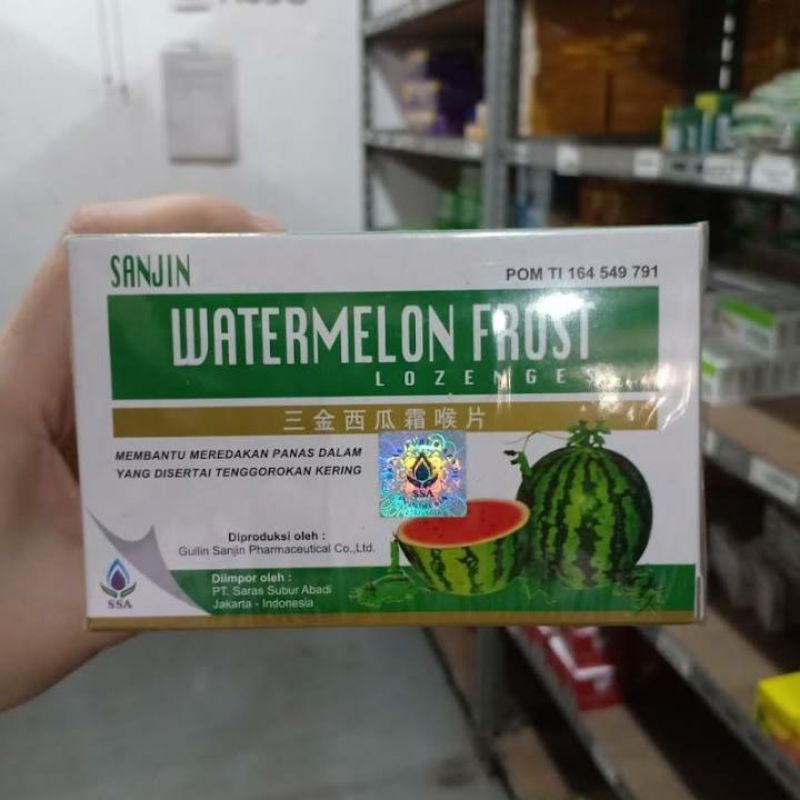 SANJIN
POM TI 164 549 791
WATERMELON FROST
LOZENGES
三金西瓜霜喉片
MEMBANTU MEREDAKAN PANAS DALAM
YANG DISERTAI TENGGOROKAN KERING
SSA
Diproduksi oleh :
Guilin Sanjin Pharmaceutical Co.,Ltd.
Diimpor oleh :
PT. Saras Subur Abadi
Jakarta - Indonesia
SSA